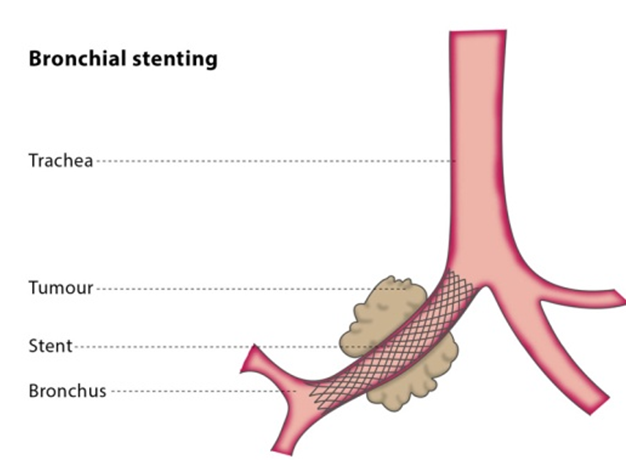 Bronchial stenting
Trachea
Tumour
Stent
Bronchus